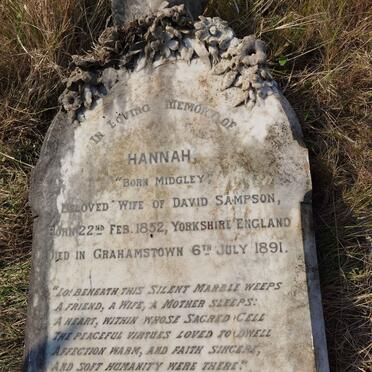 IN LOVING MEMORY OF
HANNAH,
"BORN MIDGLEY",
BELOVED WIFE OF DAVID SAMPSON,
BORN 22ND FEB. 1832, YORKSHIRE ENGLAND
DIED IN GRAHAMSTOWN 6TH JULY 1891.
"LO! BENEATH THIS SILENT MARBLE WEEPS
A FRIEND, A WIFE, A MOTHER SLEEPS:
A HEART, WITHIN WHOSE SACRED CELL
THE PEACEFUL VIRTUES LOVED TO DWELL
AFFECTION WARM, AND FAITH SINCERE,
AND SOFT HUMANITY WERE THERE."